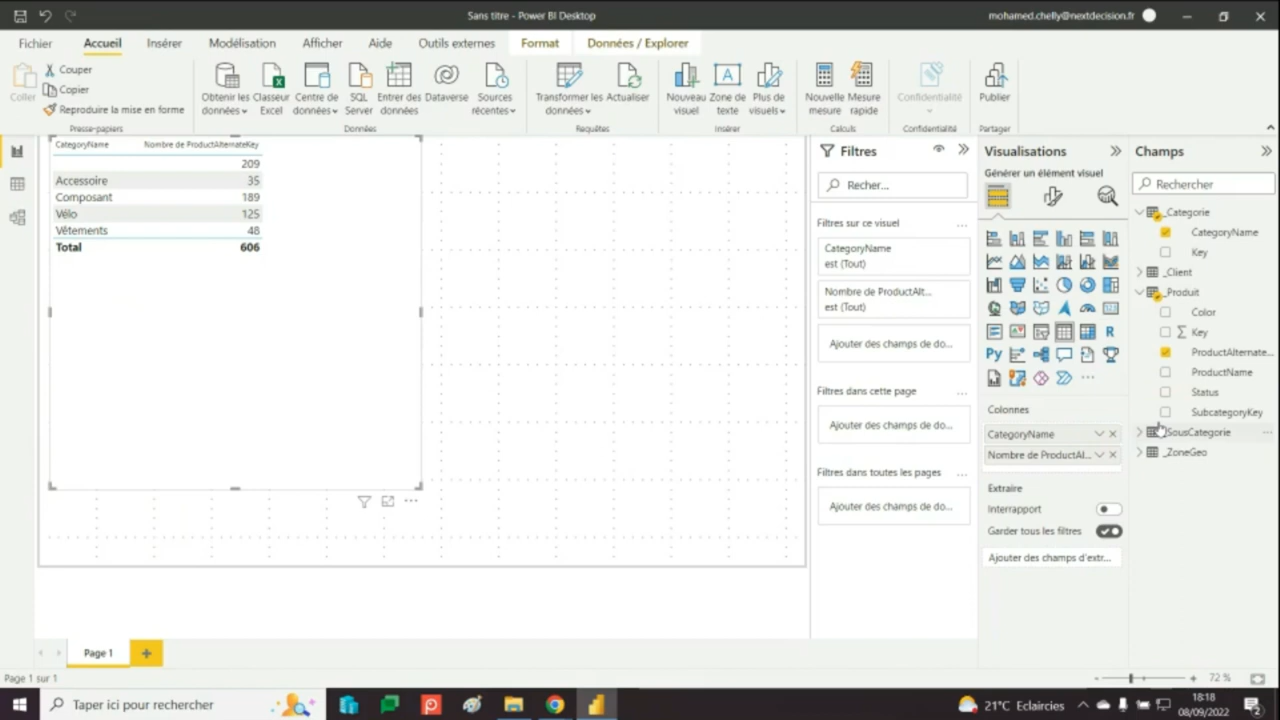 Sans titre - Power BI Desktop
mohamed.chelly@nextdecision.fr
Fichier
Accueil
Insérer
Modélisation
Afficher
Aide
Outils externes
Format
Données / Explorer
Coller
Couper
Copier
Reproduire la mise en forme
Presse-papiers
Obtenir les données
Classeur Excel
Centre de données
SQL Server
Entrer des données
Dataverse
Sources récentes
Données
Transformer les données
Actualiser
Requêtes
Nouveau visuel
Zone de texte
Plus de visuels
Insérer
Nouvelle mesure
Mesure rapide
Calculs
Confidentialité
Confidentialité
Publier
Partager
CategoryName Nombre de ProductAlternateKey
209
Accessoire 35
Composant 189
Vélo 125
Vêtements 48
Total 606
Filtres
Recher...
Filtres sur ce visuel ...
CategoryName
est (Tout)
Nombre de ProductAlt...
est (Tout)
Ajouter des champs de do...
Filtres dans cette page ...
Ajouter des champs de do...
Filtres dans toutes les pages ...
Ajouter des champs de do...
Visualisations
Générer un élément visuel
R
Py
Colonnes
CategoryName
Nombre de ProductAl...
Extraire
Interrapport
Garder tous les filtres
Ajouter des champs d'extr...
Champs
Rechercher
_Categorie
CategoryName
Key
_Client
_Produit
Color
Key
ProductAlternate...
ProductName
Status
SubcategoryKey
_SousCategorie
_ZoneGeo
Page 1
Page 1 sur 1
72 %
Taper ici pour rechercher
21°C Eclaircies
18:18
08/09/2022
2